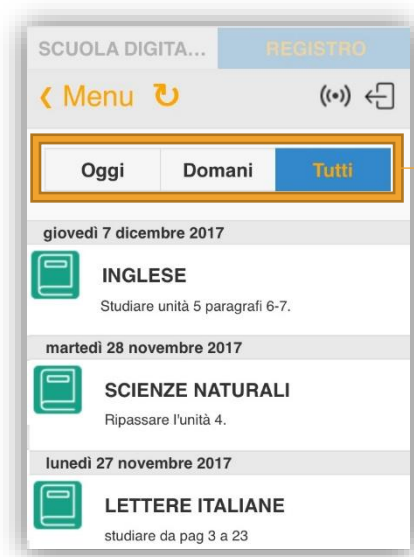 SCUOLA DIGITA... REGISTRO
Menu
Oggi Domani Tutti
giovedì 7 dicembre 2017
INGLESE
Studiare unità 5 paragrafi 6-7.
martedì 28 novembre 2017
SCIENZE NATURALI
Ripassare l'unità 4.
lunedì 27 novembre 2017
LETTERE ITALIANE
studiare da pag 3 a 23